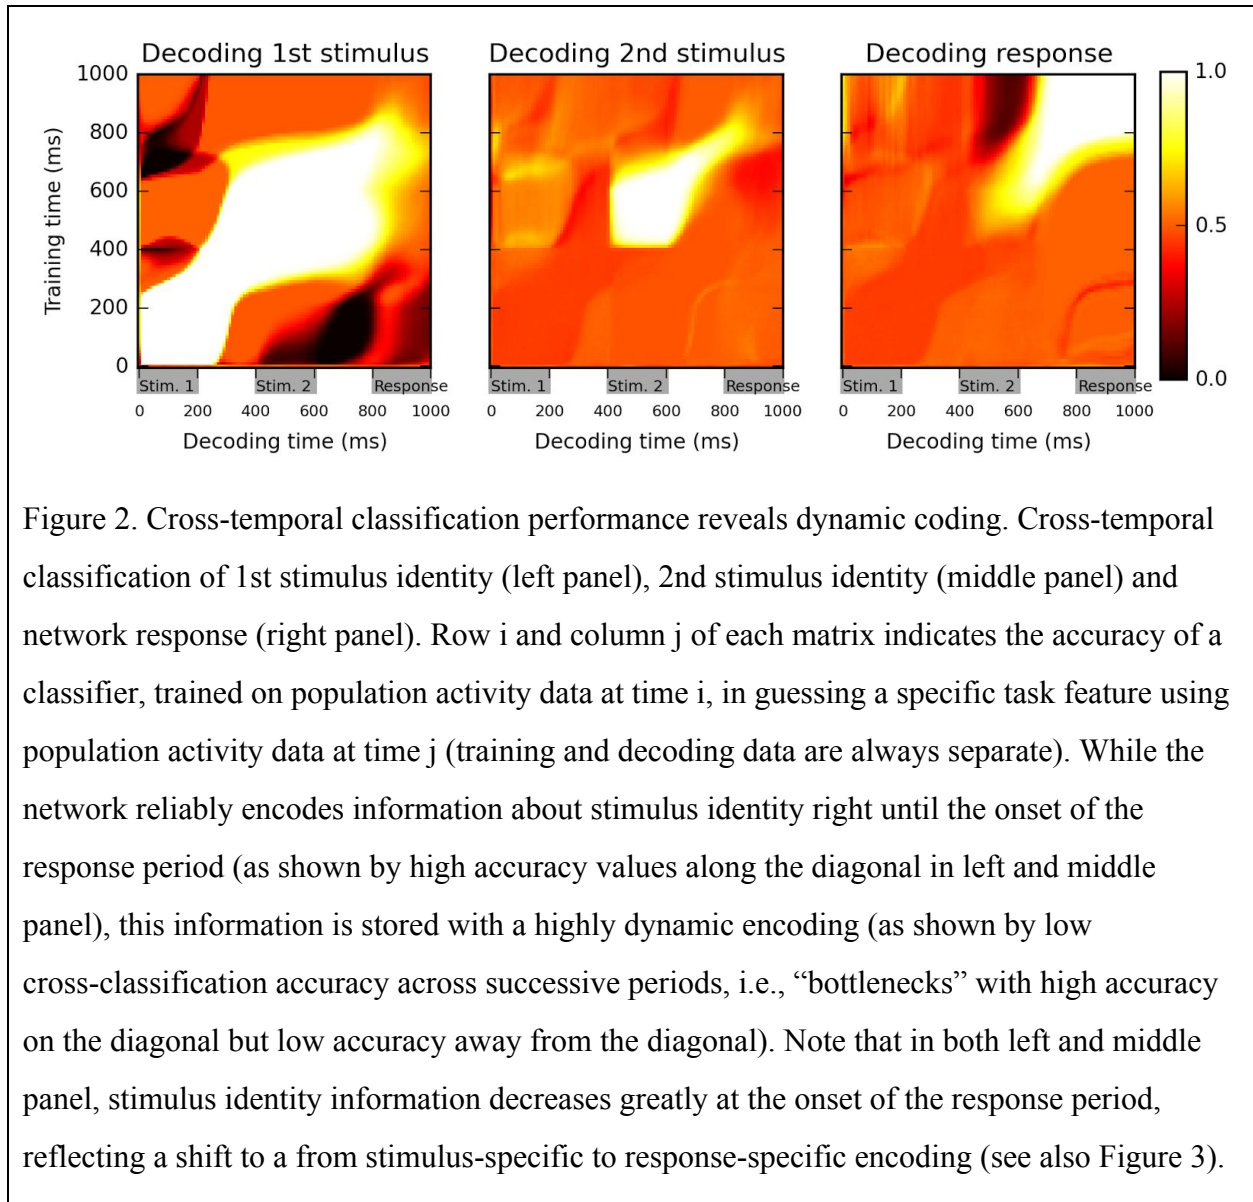 Decoding 1st stimulus Decoding 2nd stimulus Decoding response
1000 1.0
800
600
0.5
400
200
0 0.0
Training time (ms)
Stim. 1 Stim. 2 Response Stim. 1 Stim. 2 Response Stim. 1 Stim. 2 Response
0 200 400 600 800 1000 0 200 400 600 800 1000 0 200 400 600 800 1000
Decoding time (ms) Decoding time (ms) Decoding time (ms)
Figure 2. Cross-temporal classification performance reveals dynamic coding. Cross-temporal
classification of 1st stimulus identity (left panel), 2nd stimulus identity (middle panel) and
network response (right panel). Row i and column j of each matrix indicates the accuracy of a
classifier, trained on population activity data at time i, in guessing a specific task feature using
population activity data at time j (training and decoding data are always separate). While the
network reliably encodes information about stimulus identity right until the onset of the
response period (as shown by high accuracy values along the diagonal in left and middle
panel), this information is stored with a highly dynamic encoding (as shown by low
cross-classification accuracy across successive periods, i.e., “bottlenecks” with high accuracy
on the diagonal but low accuracy away from the diagonal). Note that in both left and middle
panel, stimulus identity information decreases greatly at the onset of the response period,
reflecting a shift to a from stimulus-specific to response-specific encoding (see also Figure 3).